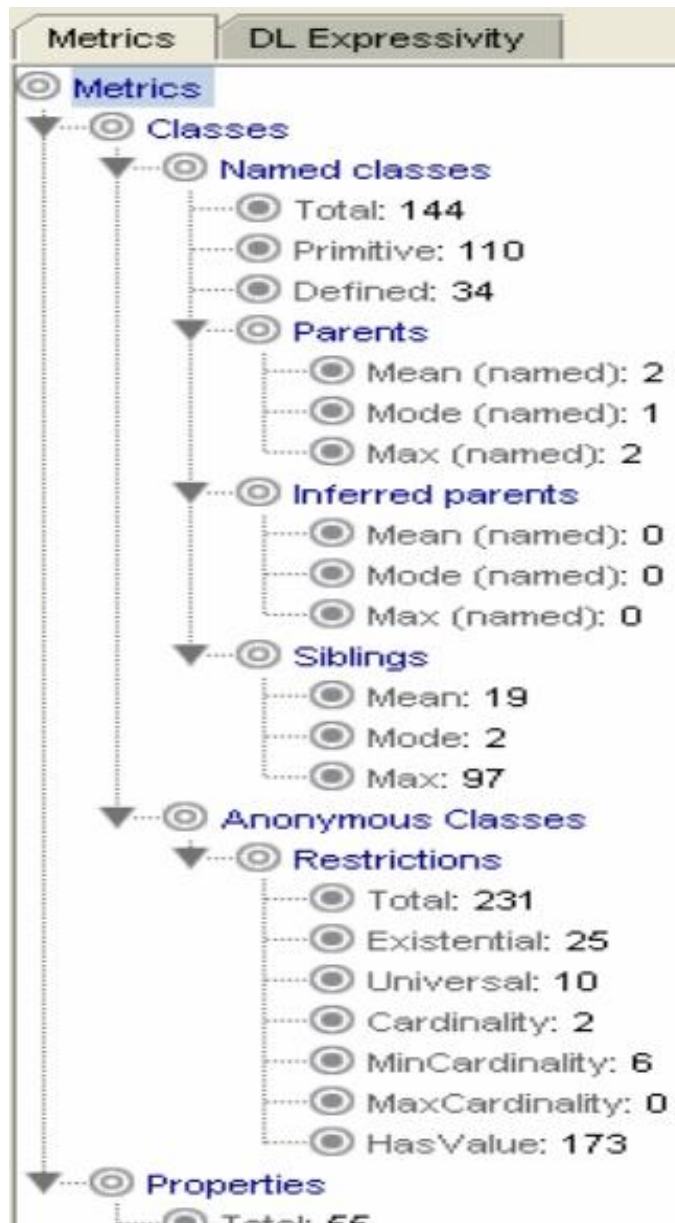 Metrics DL Expressivity
Metrics
Classes
Named classes
Total: 144
Primitive: 110
Defined: 34
Parents
Mean (named): 2
Mode (named): 1
Max (named): 2
Inferred parents
Mean (named): 0
Mode (named): 0
Max (named): 0
Siblings
Mean: 19
Mode: 2
Max: 97
Anonymous Classes
Restrictions
Total: 231
Existential: 25
Universal: 10
Cardinality: 2
MinCardinality: 6
MaxCardinality: 0
HasValue: 173
Properties
Total: